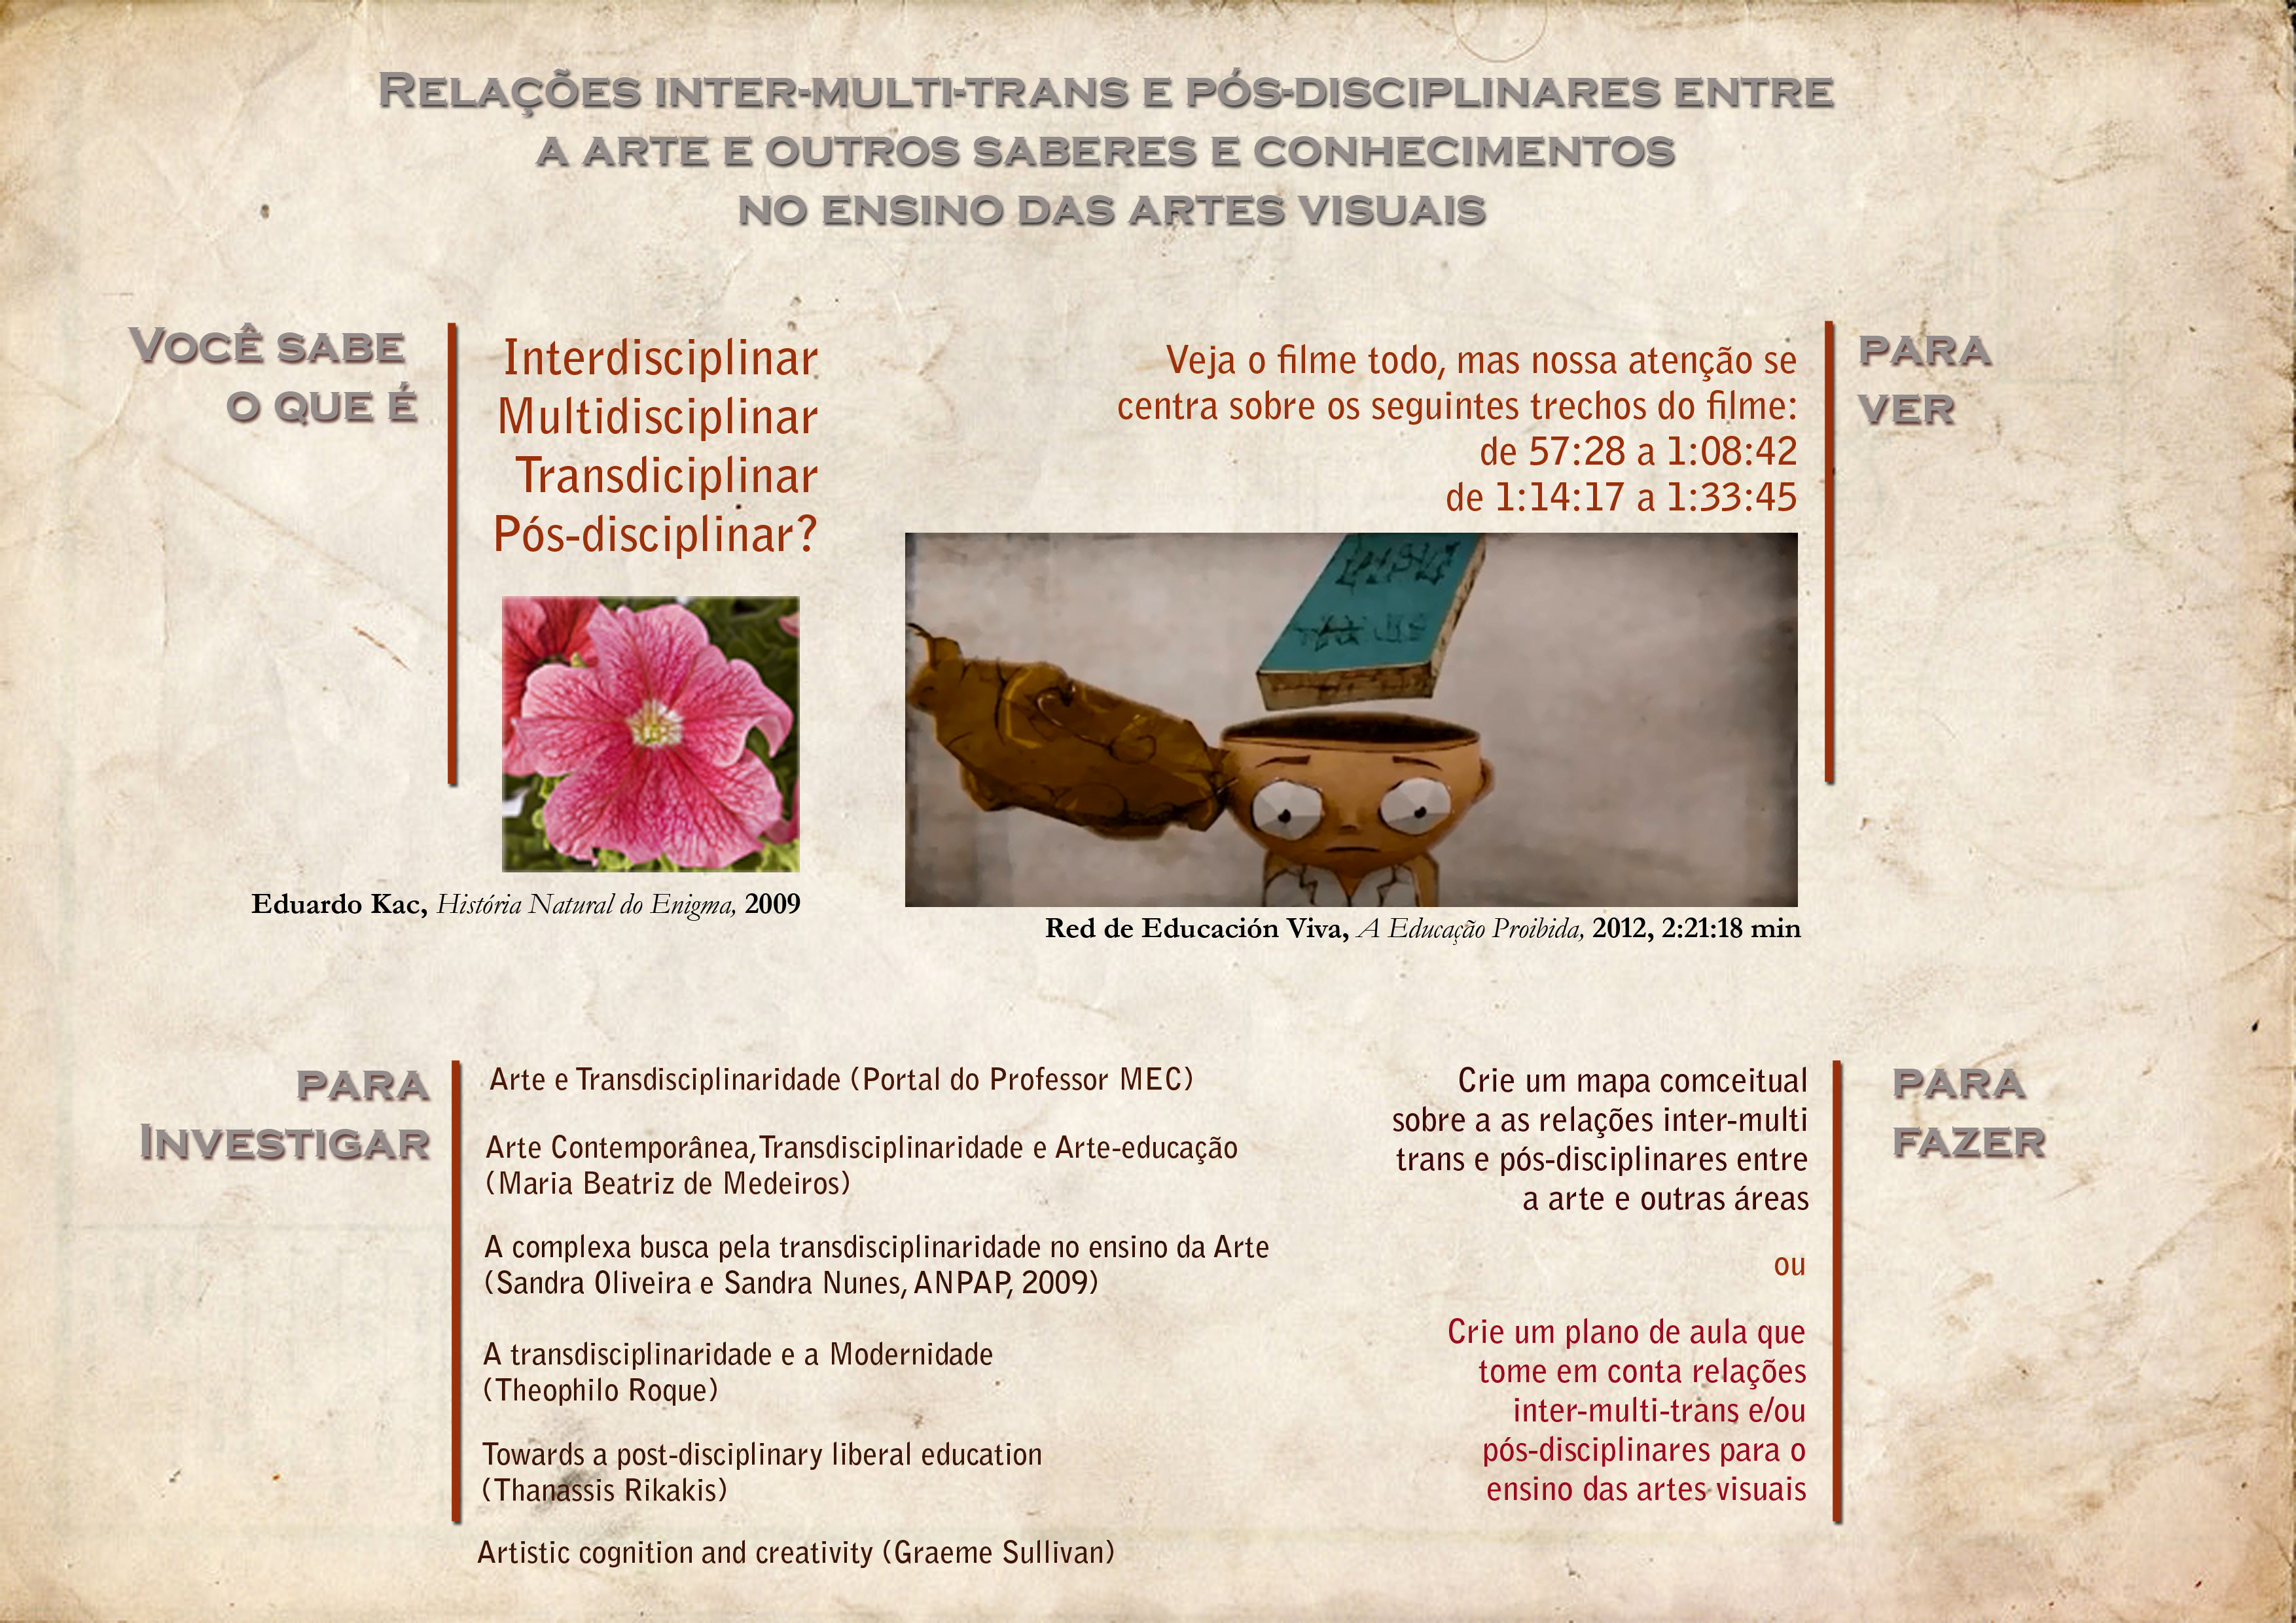 Relações inter-multi-trans e pós-disciplinares entre
a arte e outros saberes e conhecimentos
no ensino das artes visuais
Você sabe
o que é
Interdisciplinar
Multidisciplinar
Transdiciplinar
Pós-disciplinar?
Eduardo Kac, História Natural do Enigma, 2009
para
ver
Veja o filme todo, mas nossa atenção se
centra sobre os seguintes trechos do filme:
de 57:28 a 1:08:42
de 1:14:17 a 1:33:45
Red de Educación Viva, A Educação Proibida, 2012, 2:21:18 min
para
Investigar
Arte e Transdisciplinaridade (Portal do Professor MEC)
Arte Contemporânea, Transdisciplinaridade e Arte-educação
(Maria Beatriz de Medeiros)
A complexa busca pela transdisciplinaridade no ensino da Arte
(Sandra Oliveira e Sandra Nunes, ANPAP, 2009)
A transdisciplinaridade e a Modernidade
(Theophilo Roque)
Towards a post-disciplinary liberal education
(Thanassis Rikakis)
Artistic cognition and creativity (Graeme Sullivan)
para
fazer
Crie um mapa comceitual
sobre a as relações inter-multi
trans e pós-disciplinares entre
a arte e outras áreas
ou
Crie um plano de aula que
tome em conta relações
inter-multi-trans e/ou
pós-disciplinares para o
ensino das artes visuais